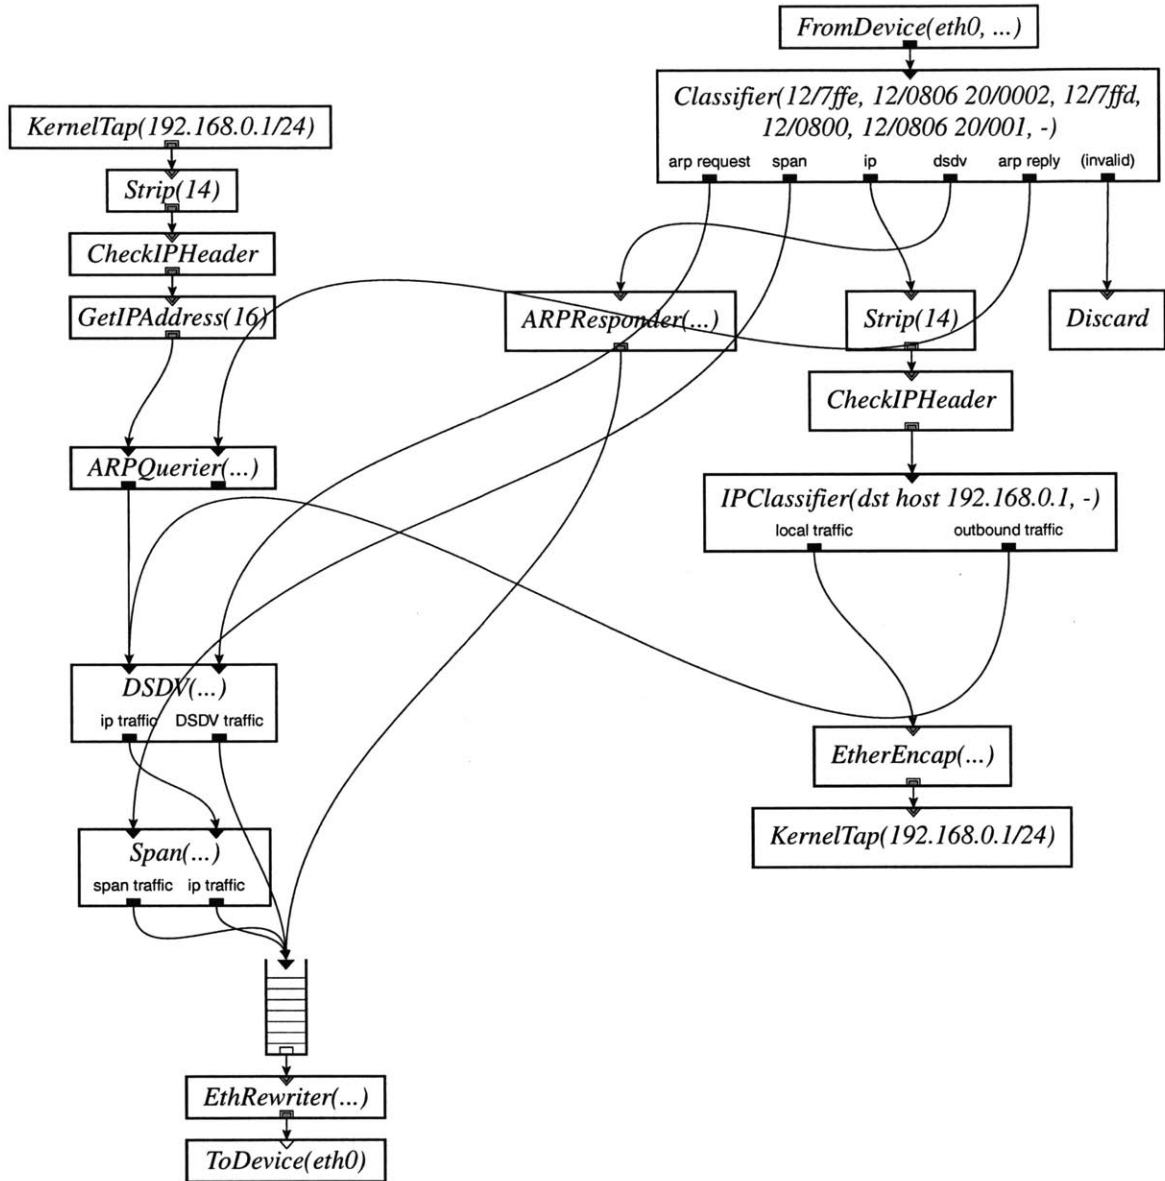 FromDevice(eth0, ...)
Classifier(12/7ffe, 12/0806 20/0002, 12/7ffd,
12/0800, 12/0806 20/001, -)
arp request span ip dsdv arp reply (invalid)
KernelTap(192.168.0.1/24)
Strip(14)
CheckIPHeader
GetIPAddress(16)
ARPResponder(...)
Strip(14)
Discard
CheckIPHeader
ARPQuerier(...)
IPClassifier(dst host 192.168.0.1, -)
local traffic outbound traffic
DSDV(...)
ip traffic DSDV traffic
EtherEncap(...)
KernelTap(192.168.0.1/24)
Span(...)
span traffic ip traffic
EthRewriter(...)
ToDevice(eth0)